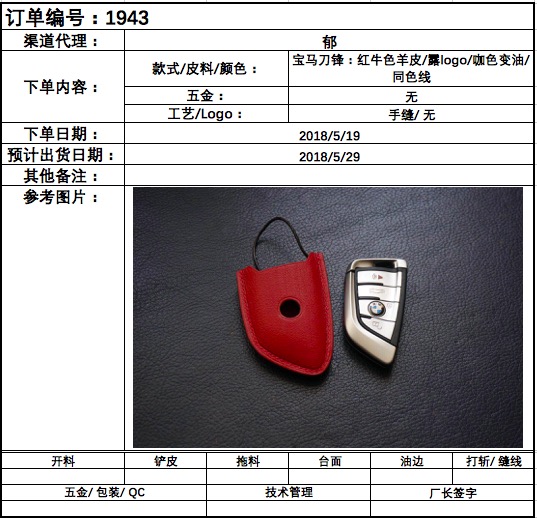 订单编号：1943
渠道代理：
郁
下单内容：
款式/皮料/颜色：
宝马刀锋：红牛色羊皮/露logo/咖色变油/
同色线
五金：
无
工艺/Logo：
手缝/ 无
下单日期：
2018/5/19
预计出货日期：
2018/5/29
其他备注：
参考图片：
开料 铲皮 拖料 台面 油边 打斩/ 缝线
五金/ 包装/ QC 技术管理 厂长签字